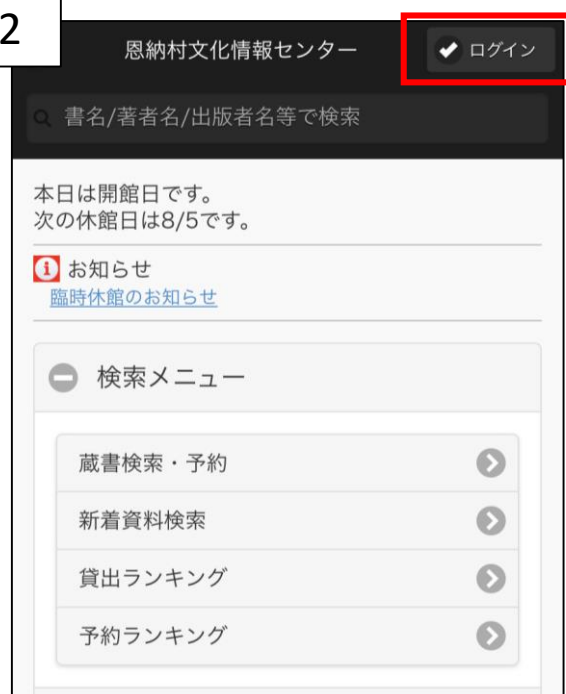 2
恩納村文化情報センター
ログイン
書名/著者名/出版者名等で検索
本日は開館日です。
次の休館日は8/5です。
お知らせ
臨時休館のお知らせ
検索メニュー
蔵書検索・予約
新着資料検索
貸出ランキング
予約ランキング